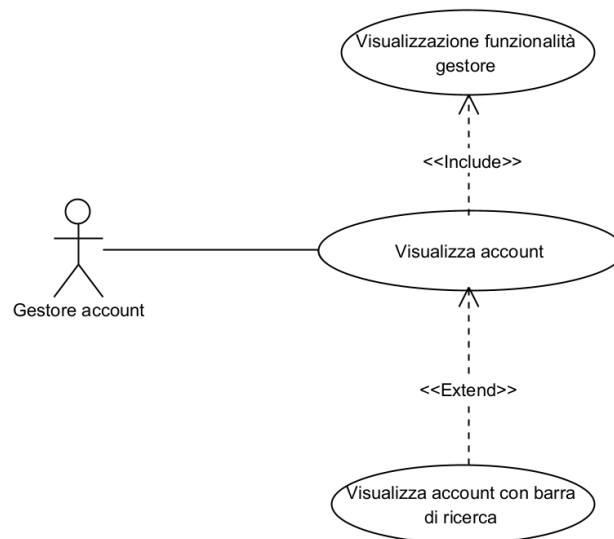 Visualizzazione funzionalità
gestore
<<Include>>
Visualizza account
Gestore account
<<Extend>>
Visualizza account con barra
di ricerca